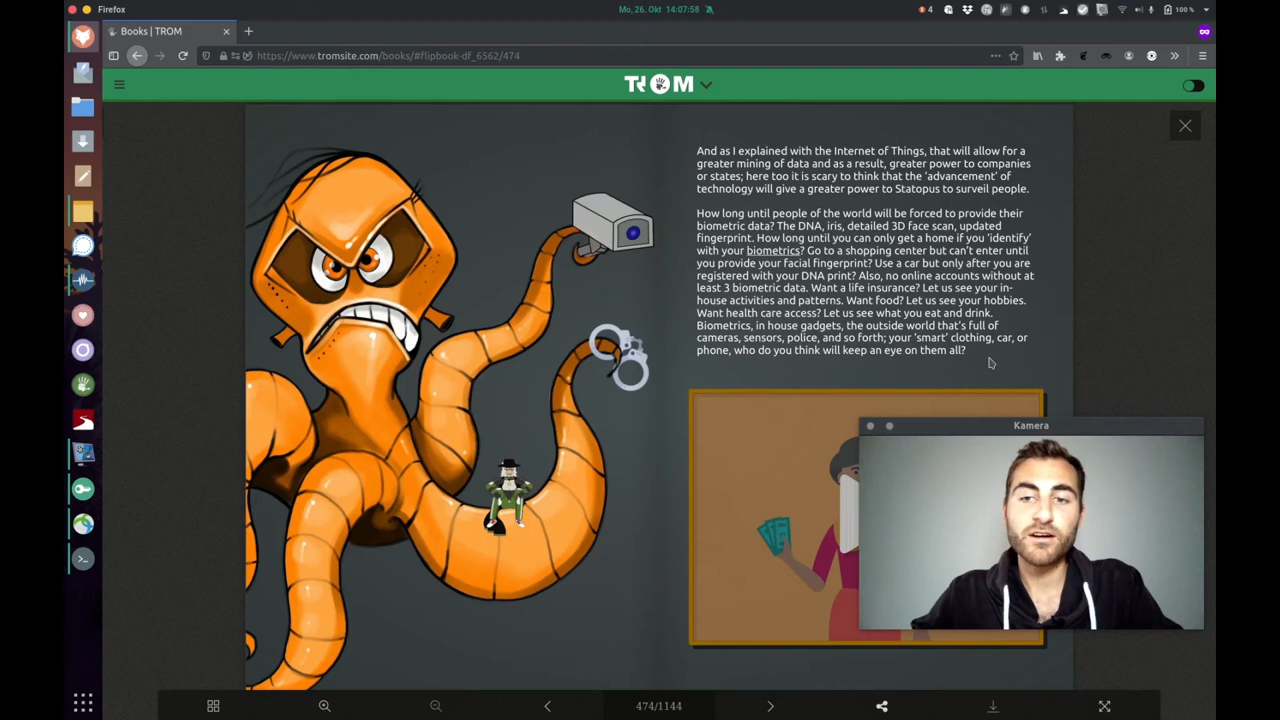 Firefox
Mo, 26. Okt 14:07:58
4
100 %
Books | TROM
https://www.tromsite.com/books/#flipbook-df_6562/474
TROM
And as I explained with the Internet of Things, that will allow for a
greater mining of data and as a result, greater power to companies
or states; here too it is scary to think that the 'advancement' of
technology will give a greater power to Statopus to surveil people.
How long until people of the world will be forced to provide their
biometric data? The DNA, iris, detailed 3D face scan, updated
fingerprint. How long until you can only get a home if you 'identify'
with your biometrics? Go to a shopping center but can't enter until
you provide your facial fingerprint? Use a car but only after you are
registered with your DNA print? Also, no online accounts without at
least 3 biometric data. Want a life insurance? Let us see your in-
house activities and patterns. Want food? Let us see your hobbies.
Want health care access? Let us see what you eat and drink.
Biometrics, in house gadgets, the outside world that's full of
cameras, sensors, police, and so forth; your 'smart' clothing, car, or
phone, who do you think will keep an eye on them all?
Kamera
474/1144